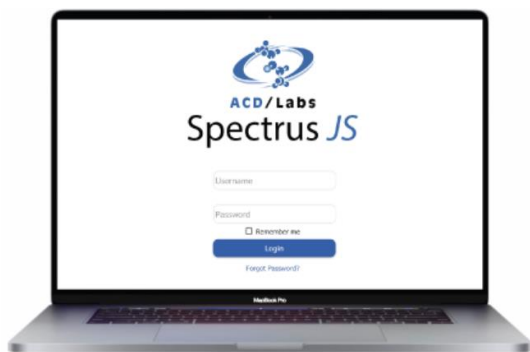 ACD/Labs
Spectrus JS
Username
Password
Remember me
Login
Forgot Password?
MacBook Pro